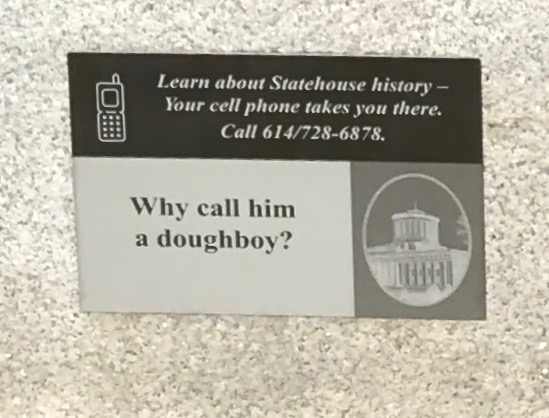 Learn about Statehouse history –
Your cell phone takes you there.
Call 614/728-6878.
Why call him
a doughboy?